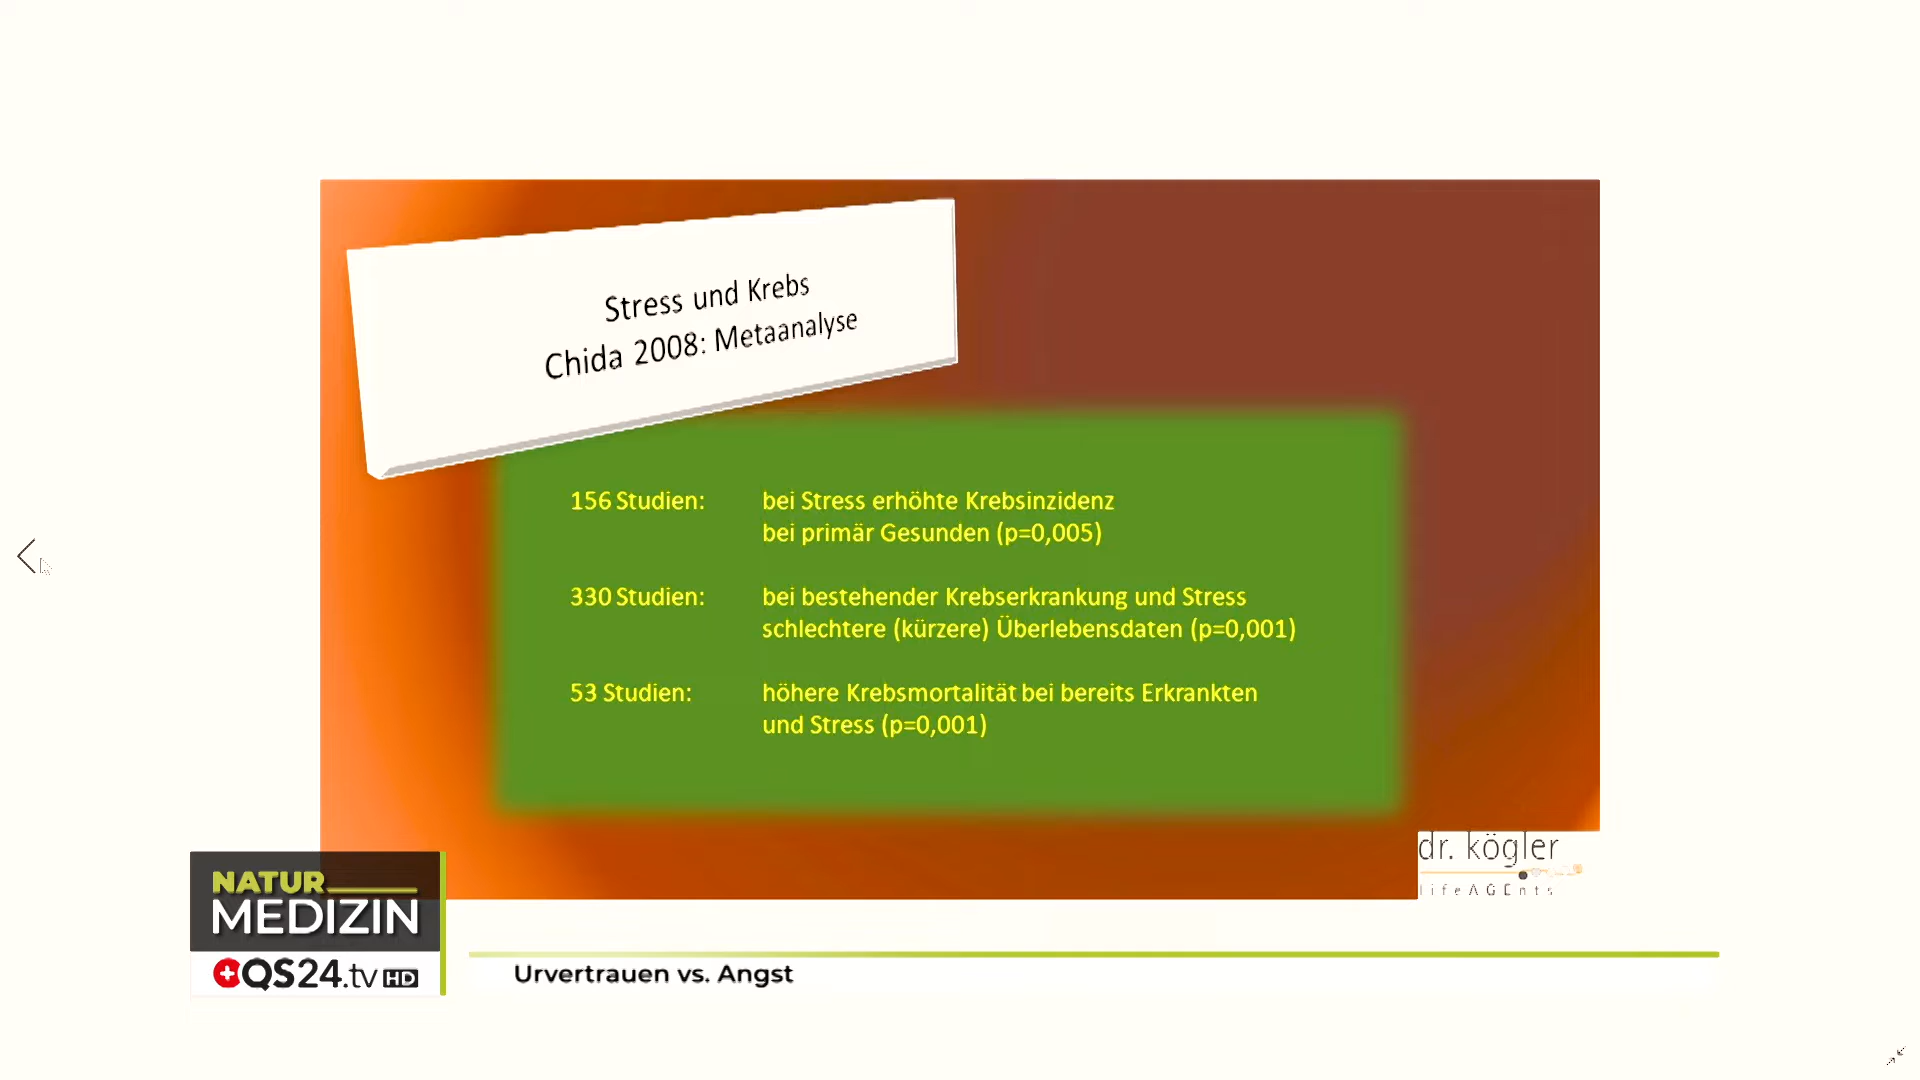 Stress und Krebs
Chida 2008: Metaanalyse
156 Studien: bei Stress erhöhte Krebsinzidenz
bei primär Gesunden (p=0,005)
330 Studien: bei bestehender Krebserkrankung und Stress
schlechtere (kürzere) Überlebensdaten (p=0,001)
53 Studien: höhere Krebsmortalität bei bereits Erkrankten
und Stress (p=0,001)
dr. kögler
lifeAGEnts
NATUR
MEDIZIN
QS24.tv HD
Urvertrauen vs. Angst